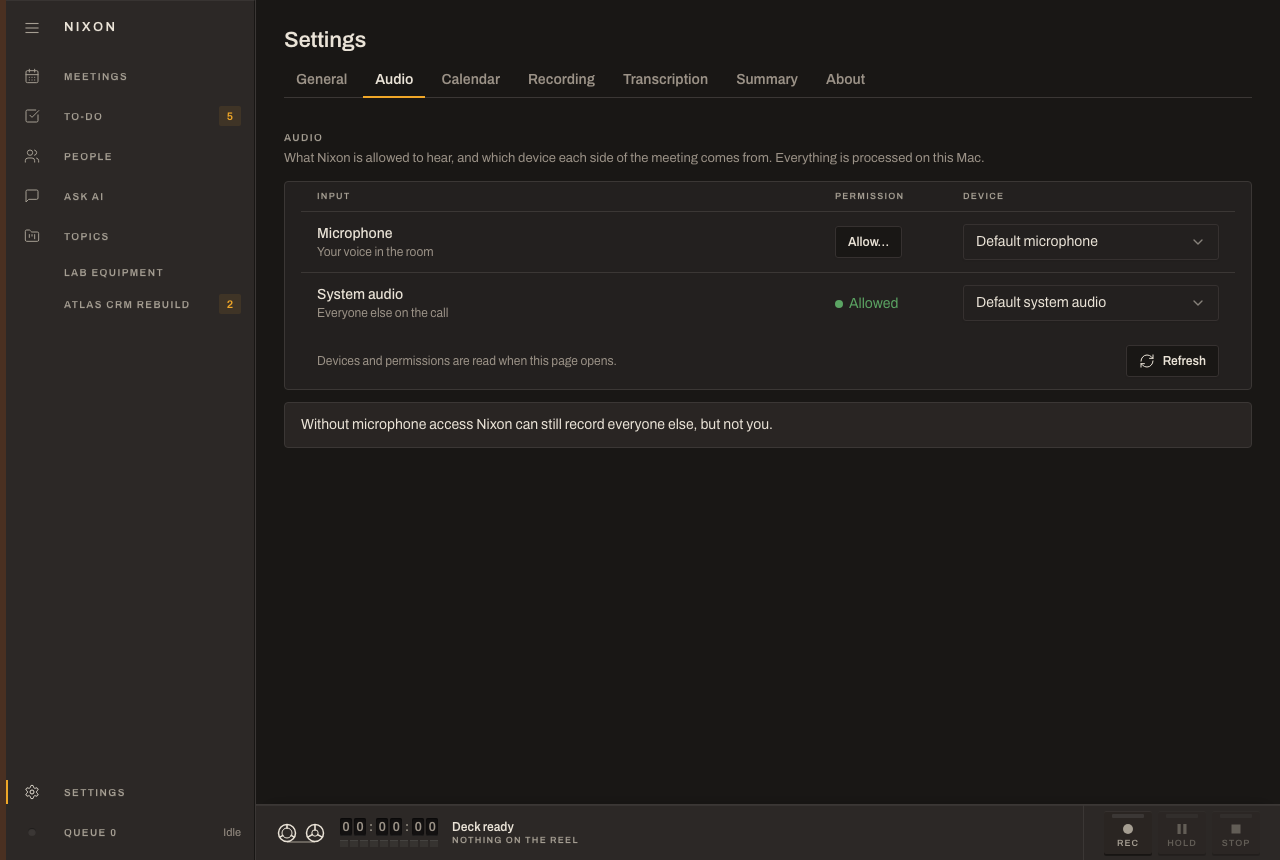 NIXON
MEETINGS
TO-DO 5
PEOPLE
ASK AI
TOPICS
LAB EQUIPMENT
ATLAS CRM REBUILD 2
SETTINGS
QUEUE 0 Idle
Settings
General Audio Calendar Recording Transcription Summary About
AUDIO
What Nixon is allowed to hear, and which device each side of the meeting comes from. Everything is processed on this Mac.
INPUT PERMISSION DEVICE
Microphone
Your voice in the room
Allow... Default microphone
System audio
Everyone else on the call
Allowed Default system audio
Devices and permissions are read when this page opens. Refresh
Without microphone access Nixon can still record everyone else, but not you.
00:00:00
Deck ready
NOTHING ON THE REEL
REC HOLD STOP